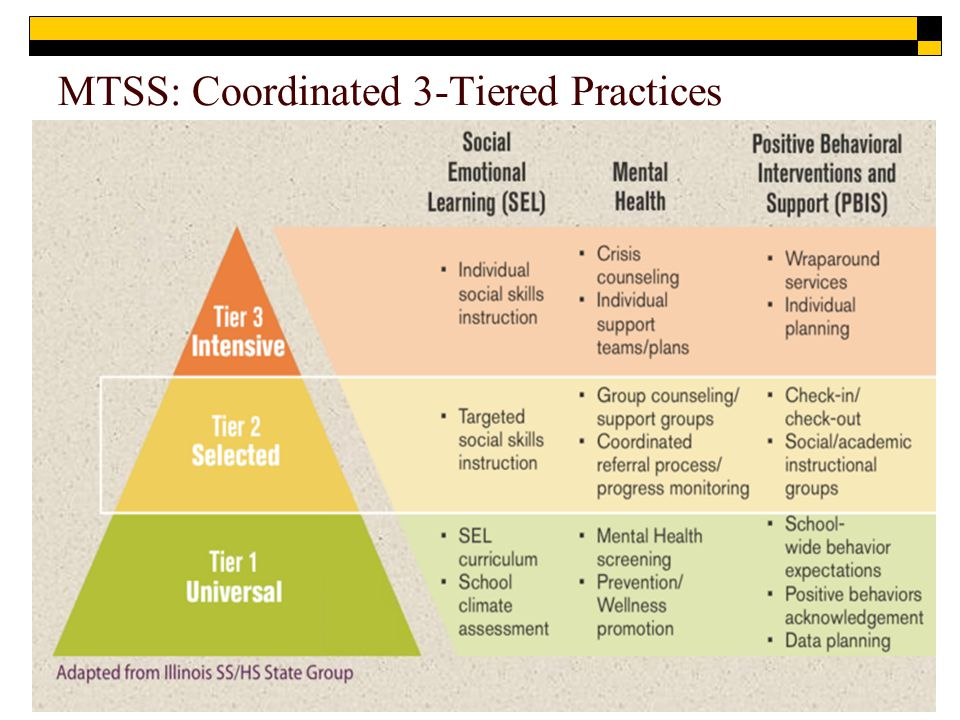 MTSS: Coordinated 3-Tiered Practices
Social
Emotional
Learning (SEL)
Mental
Health
Positive Behavioral
Interventions and
Support (PBIS)
Tier 3
Intensive
▪ Individual
social skills
instruction
▪ Crisis
counseling
▪ Individual
support
teams/plans
▪ Wraparound
services
▪ Individual
planning
Tier 2
Selected
▪ Targeted
social skills
instruction
▪ Group counseling/
support groups
▪ Coordinated
referral process/
progress monitoring
▪ Check-in/
check-out
▪ Social/academic
instructional
groups
Tier 1
Universal
▪ SEL
curriculum
▪ School
climate
assessment
▪ Mental Health
screening
▪ Prevention/
Wellness
promotion
▪ School-
wide behavior
expectations
▪ Positive behaviors
acknowledgement
▪ Data planning
Adapted from Illinois SS/HS State Group